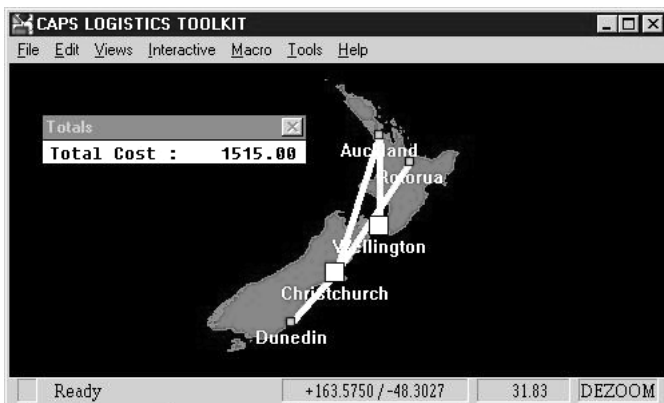 CAPS LOGISTICS TOOLKIT
File Edit Views Interactive Macro Tools Help
Totals
Total Cost : 1515.00
Auckland
Rotorua
Wellington
Christchurch
Dunedin
Ready +163.5750 / -48.3027 31.83 DEZOOM